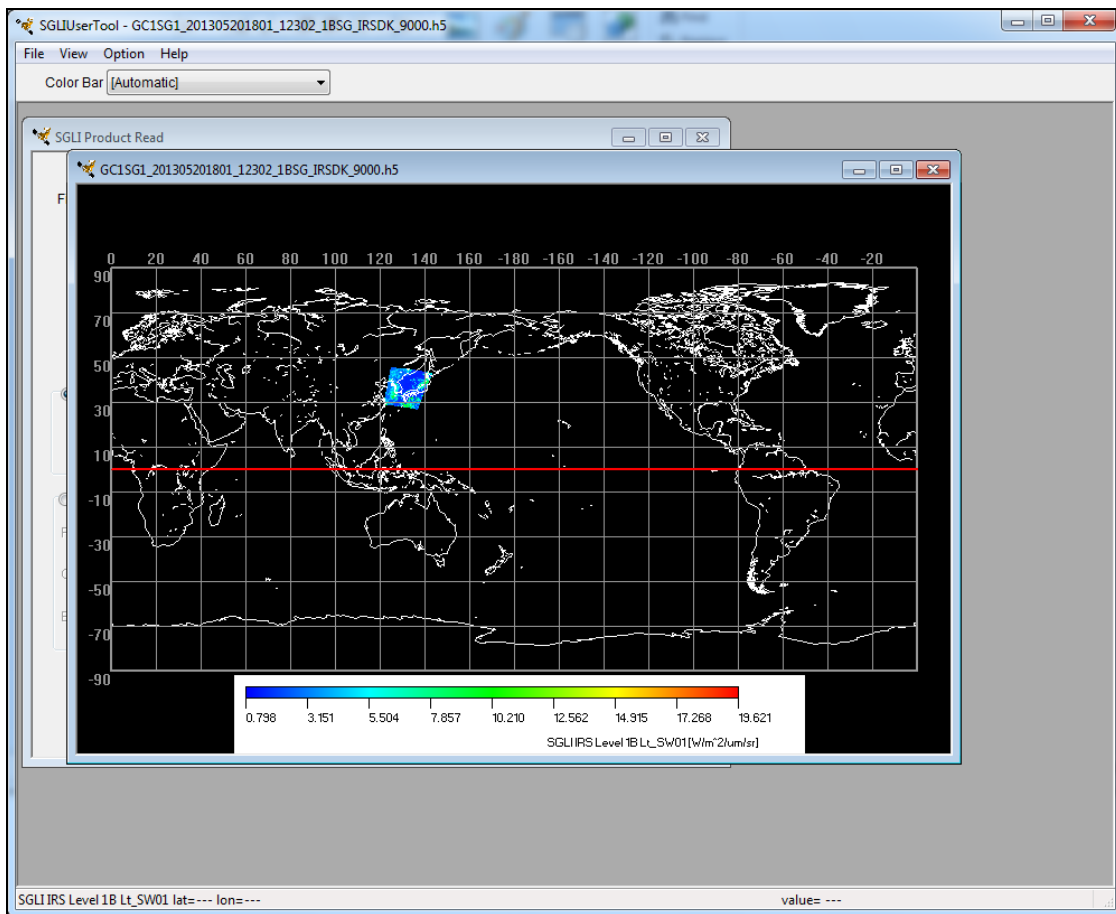 SGLIUserTool - GC1SG1_201305201801_12302_1BSG_IRSDK_9000.h5
File View Option Help
Color Bar [Automatic]
SGLI Product Read
GC1SG1_201305201801_12302_1BSG_IRSDK_9000.h5
0 20 40 60 80 100 120 140 160 -180 -160 -140 -120 -100 -80 -60 -40 -20
90
70
50
30
10
-10
-30
-50
-70
-90
0.798 3.151 5.504 7.857 10.210 12.562 14.915 17.268 19.621
SGLI IRS Level 1B Lt_SW01[W/m^2/um/sr]
SGLI IRS Level 1B Lt_SW01 lat=--- lon=--- value= ---